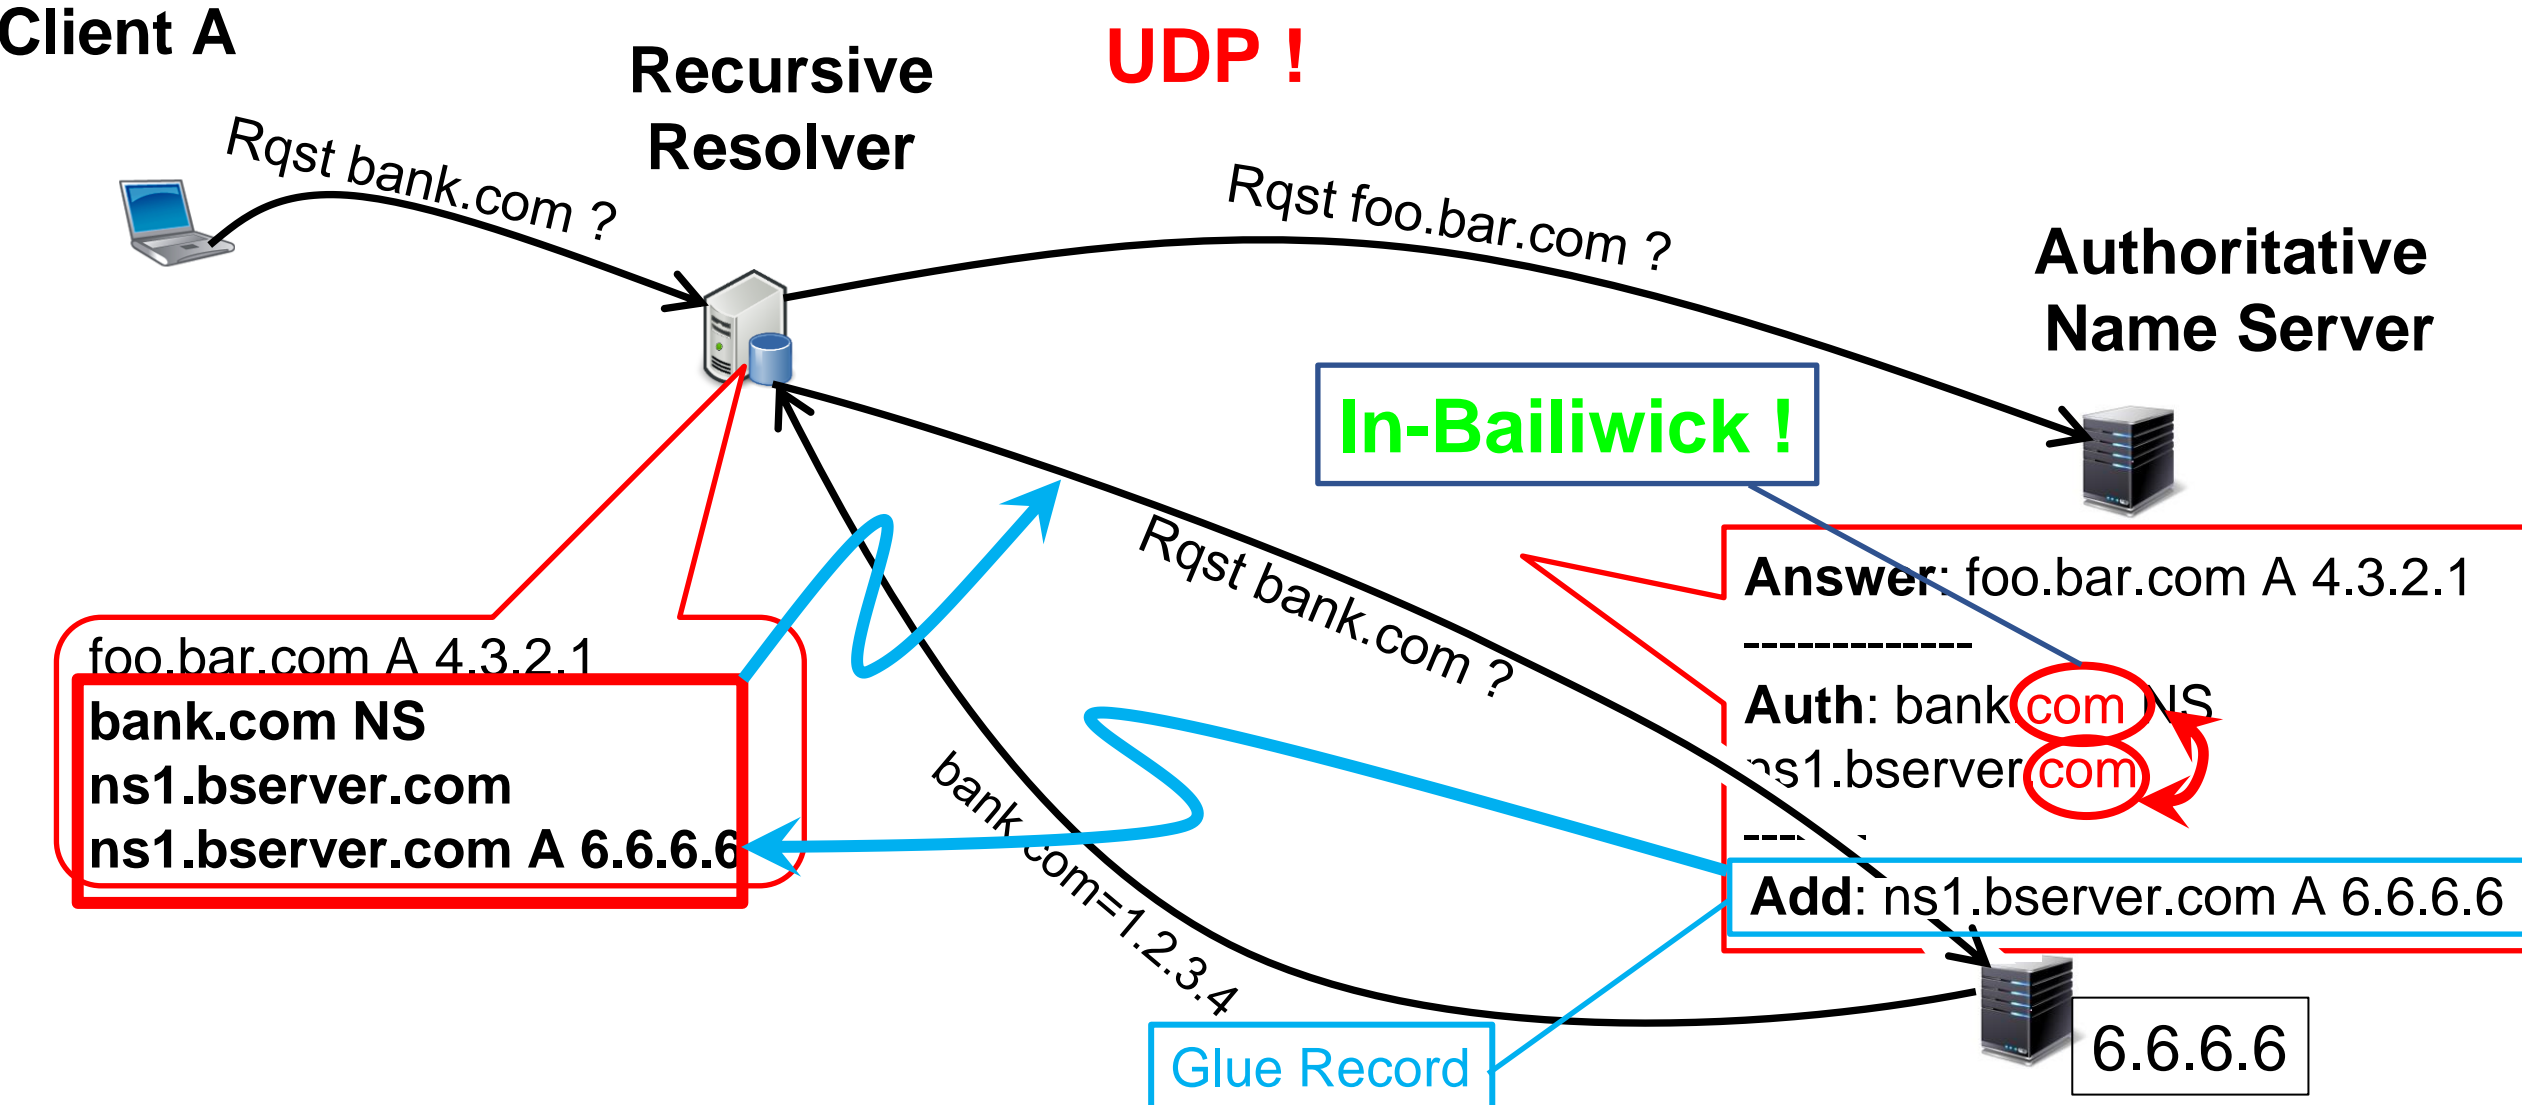 Client A
Recursive
Resolver
UDP !
Rqst bank.com ?
Rqst foo.bar.com ?
Authoritative
Name Server
In-Bailiwick !
Rqst bank.com ?
Answer: foo.bar.com A 4.3.2.1
-------------
Auth: bank.com NS
ns1.bserver.com
-------
Add: ns1.bserver.com A 6.6.6.6
foo.bar.com A 4.3.2.1
bank.com NS
ns1.bserver.com
ns1.bserver.com A 6.6.6.6
bank.com=1.2.3.4
Glue Record
6.6.6.6